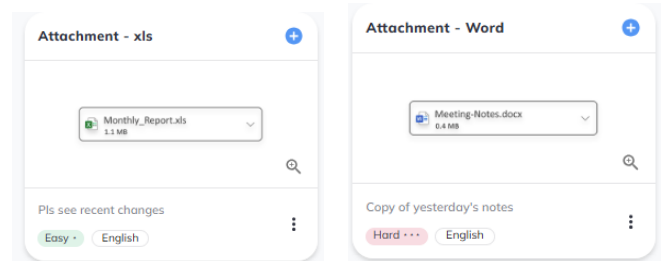 Attachment - xls
Monthly_Report.xls
1.1 MB
Pls see recent changes
Easy •
English
Attachment - Word
Meeting-Notes.docx
0.4 MB
Copy of yesterday's notes
Hard •••
English